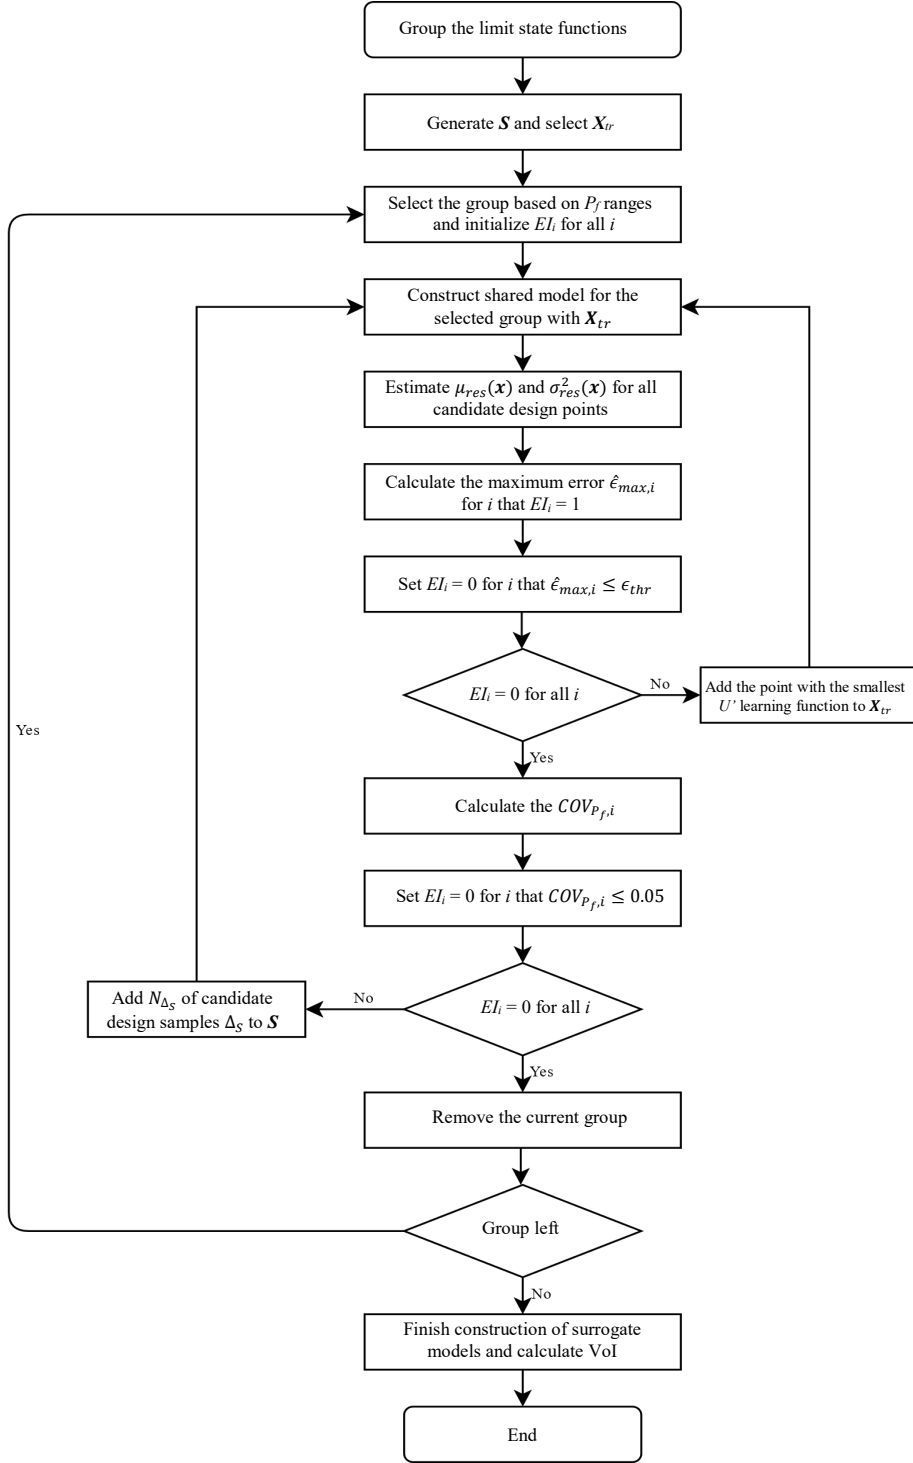 Group the limit state functions
Generate S and select X_tr
Select the group based on P_f ranges
and initialize EI_i for all i
Construct shared model for the
selected group with X_tr
Estimate μ_res(x) and σ²_res(x) for all
candidate design points
Calculate the maximum error ϵ̂_max,i
for i that EI_i = 1
Set EI_i = 0 for i that ϵ̂_max,i ≤ ϵ_thr
EI_i = 0 for all i
No
Add the point with the smallest
U' learning function to X_tr
Yes
Yes
Calculate the COV_P_f,i
Set EI_i = 0 for i that COV_P_f,i ≤ 0.05
Add N_Δ_S of candidate
design samples Δ_S to S
No
EI_i = 0 for all i
Yes
Remove the current group
Group left
No
Finish construction of surrogate
models and calculate VoI
End